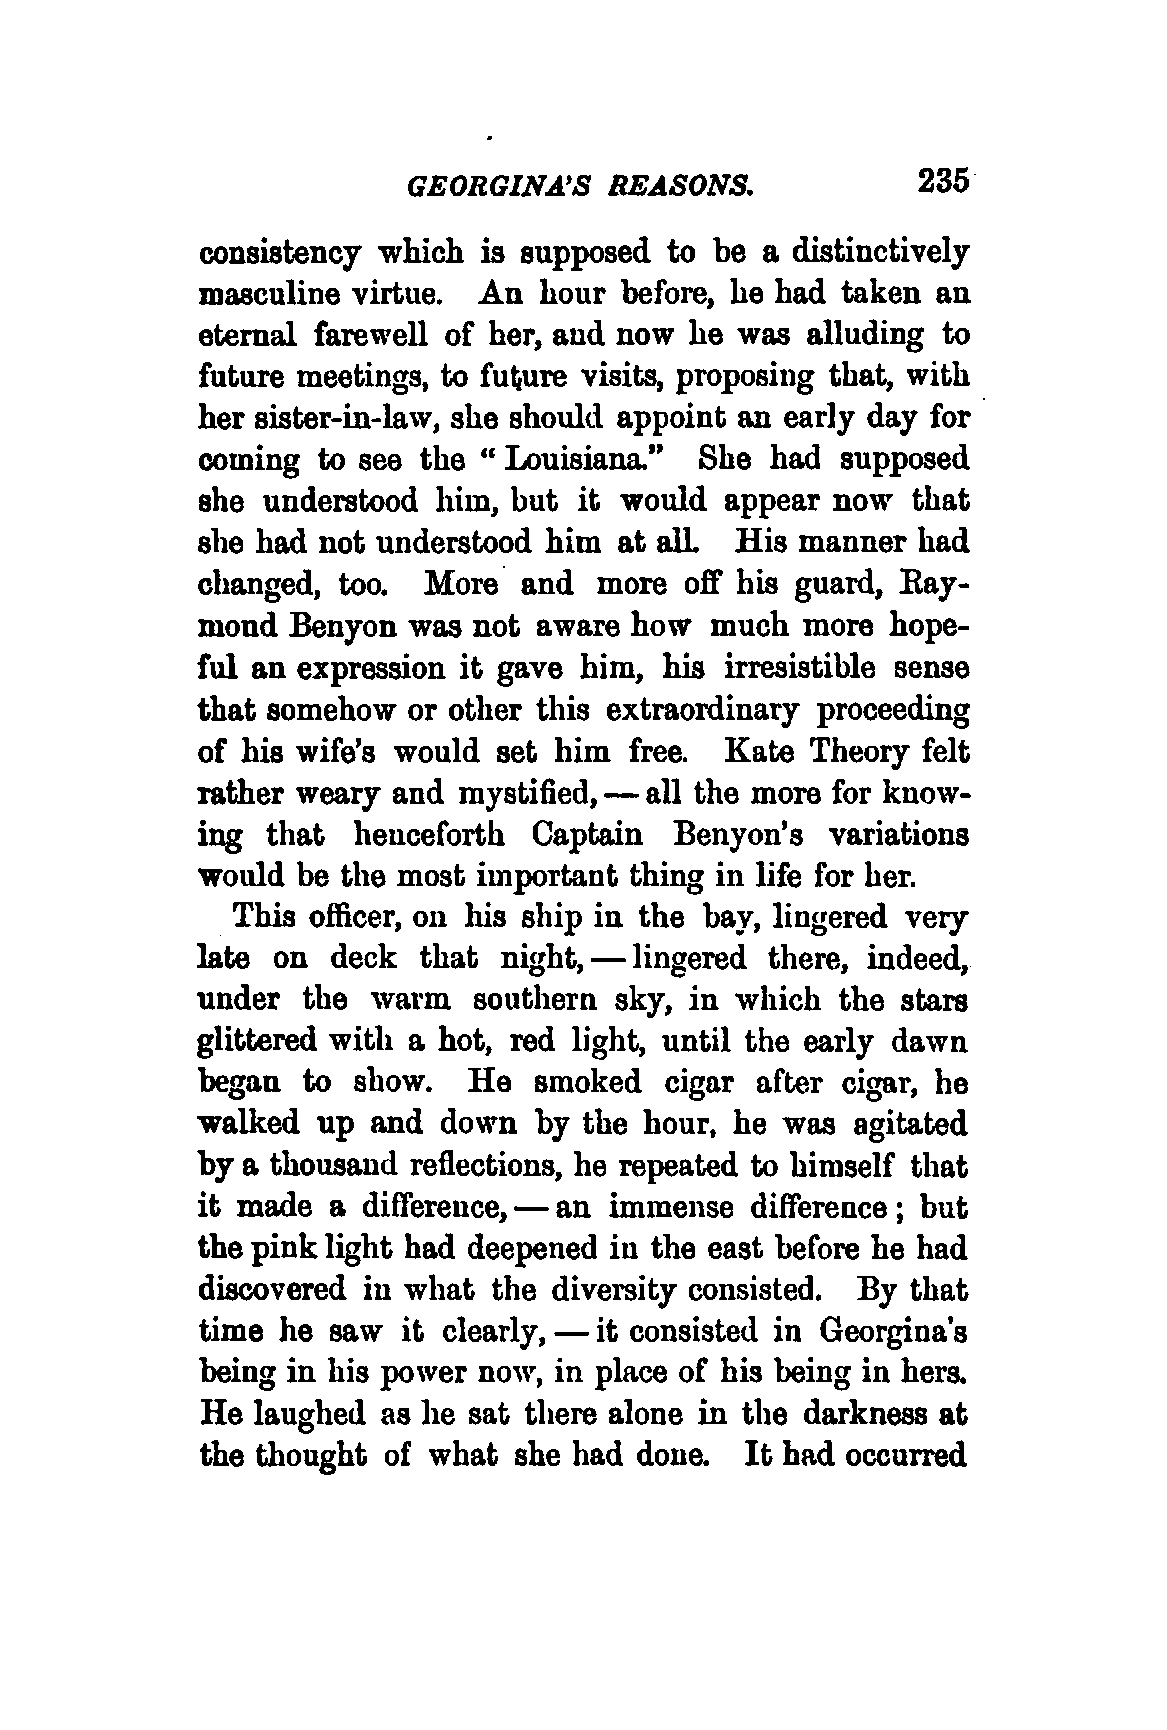 GEORGINA'S REASONS. 235
consistency which is supposed to be a distinctively
masculine virtue. An hour before, he had taken an
eternal farewell of her, and now he was alluding to
future meetings, to future visits, proposing that, with
her sister-in-law, she should appoint an early day for
coming to see the “ Louisiana.” She had supposed
she understood him, but it would appear now that
she had not understood him at all. His manner had
changed, too. More and more off his guard, Ray-
mond Benyon was not aware how much more hope-
ful an expression it gave him, his irresistible sense
that somehow or other this extraordinary proceeding
of his wife's would set him free. Kate Theory felt
rather weary and mystified, — all the more for know-
ing that henceforth Captain Benyon's variations
would be the most important thing in life for her.
This officer, on his ship in the bay, lingered very
late on deck that night, — lingered there, indeed,
under the warm southern sky, in which the stars
glittered with a hot, red light, until the early dawn
began to show. He smoked cigar after cigar, he
walked up and down by the hour, he was agitated
by a thousand reflections, he repeated to himself that
it made a difference, — an immense difference ; but
the pink light had deepened in the east before he had
discovered in what the diversity consisted. By that
time he saw it clearly, — it consisted in Georgina's
being in his power now, in place of his being in hers.
He laughed as he sat there alone in the darkness at
the thought of what she had done. It had occurred